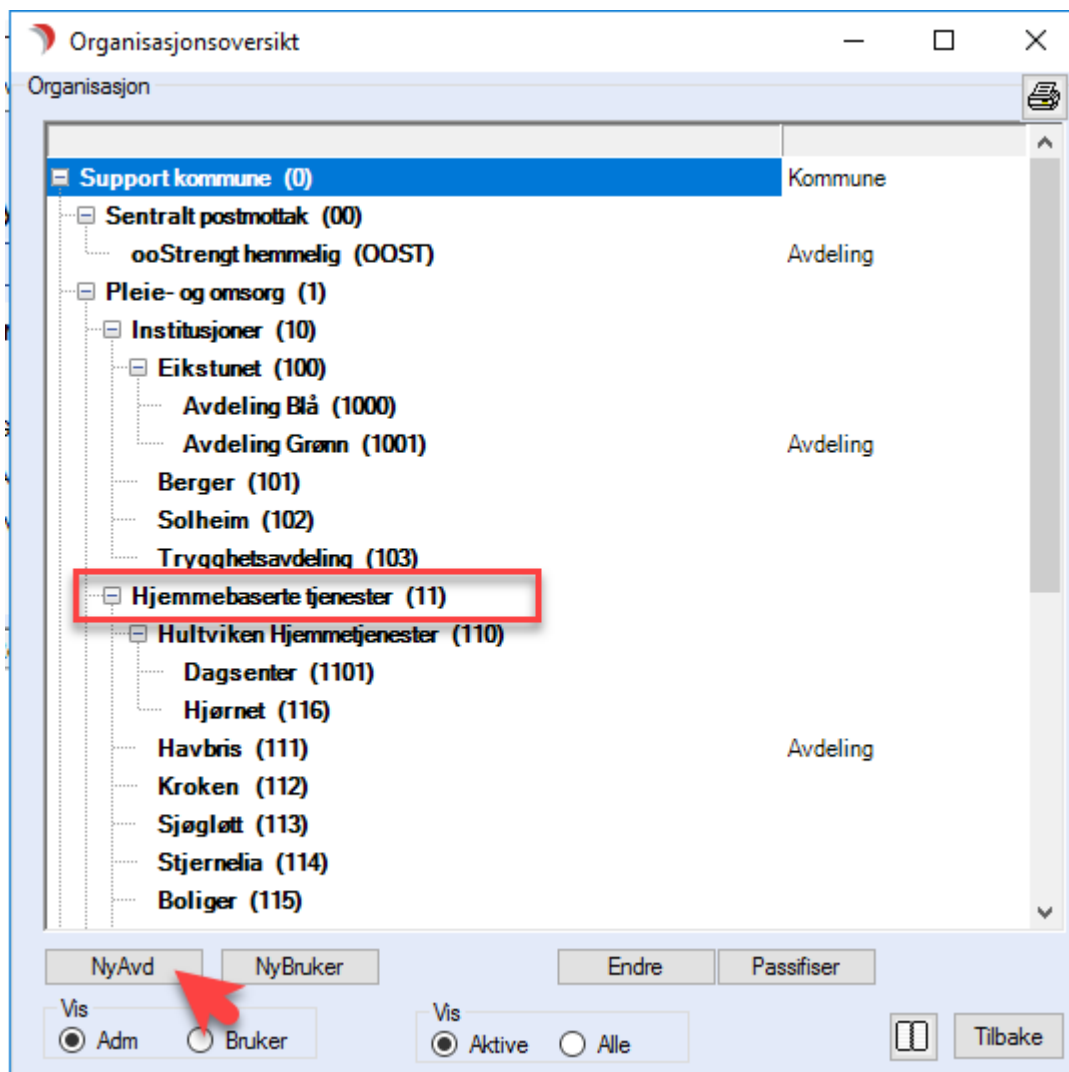 Organisasjonsoversikt
Organisasjon
Support kommune (0) Kommune
Sentralt postmottak (00)
ooStrengt hemmelig (OOST) Avdeling
Pleie- og omsorg (1)
Institusjoner (10)
Eikstunet (100)
Avdeling Blå (1000)
Avdeling Grønn (1001) Avdeling
Berger (101)
Solheim (102)
Trygghetsavdeling (103)
Hjemmebaserte tjenester (11)
Hultviken Hjemmetjenester (110)
Dagsenter (1101)
Hjørnet (116)
Havbris (111) Avdeling
Kroken (112)
Sjøgløtt (113)
Stjernelia (114)
Boliger (115)
NyAvd NyBruker Endre Passifiser
Vis Vis
Adm Bruker Aktive Alle Tilbake